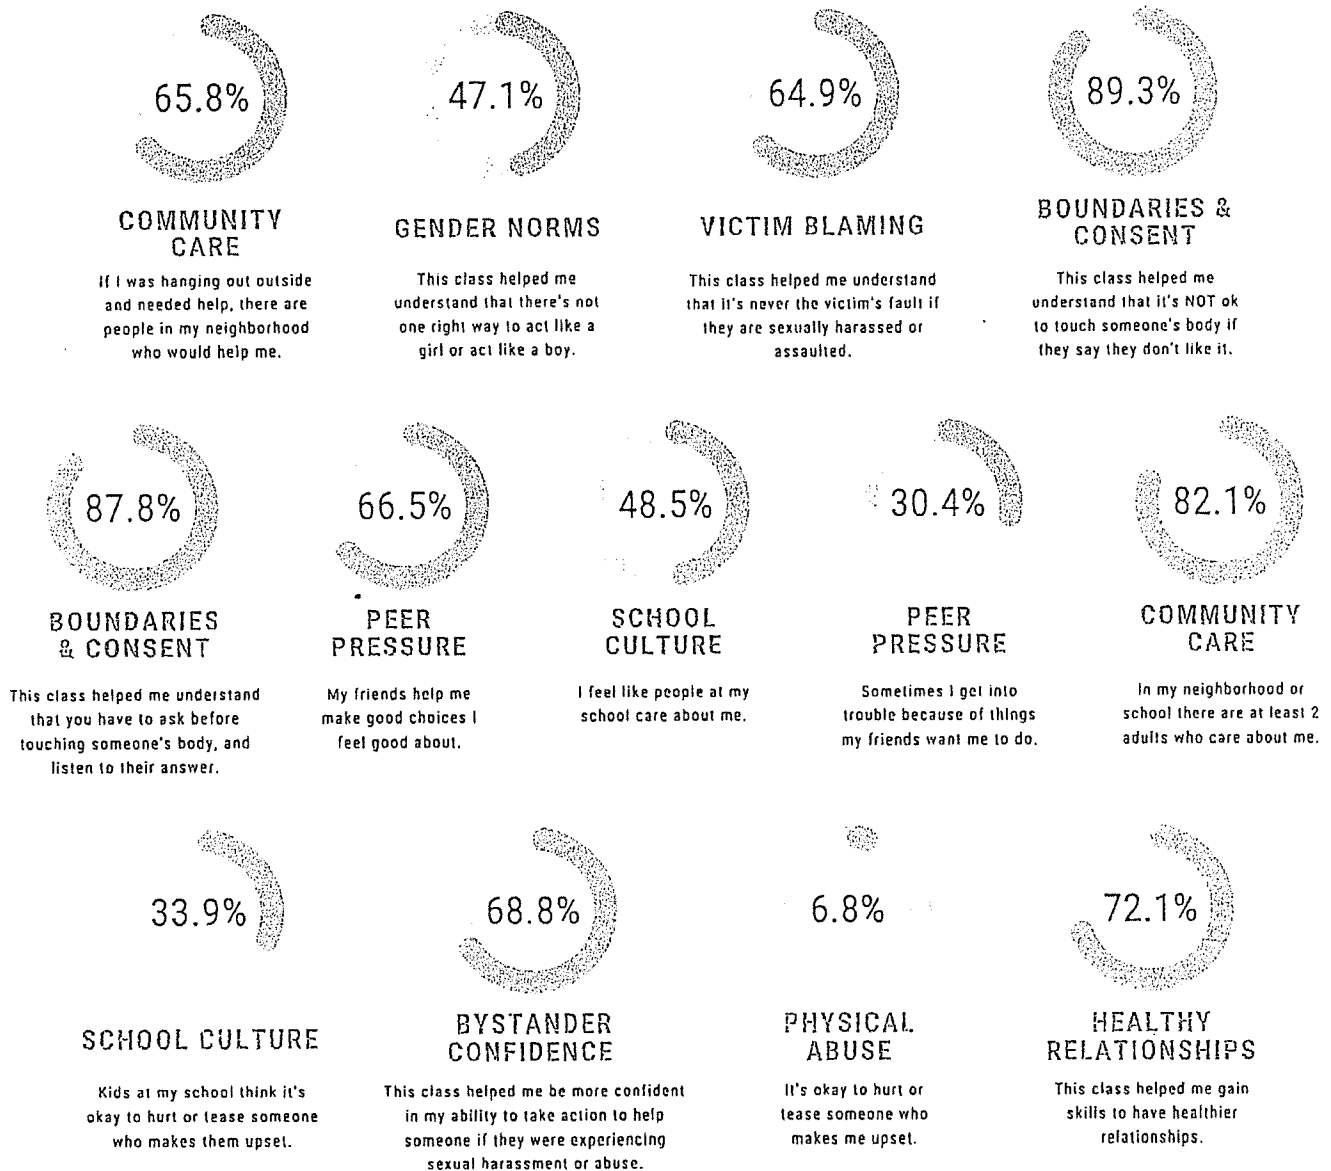 65.8%
COMMUNITY
CARE
If I was hanging out outside
and needed help, there are
people in my neighborhood
who would help me.
47.1%
GENDER NORMS
This class helped me
understand that there's not
one right way to act like a
girl or act like a boy.
64.9%
VICTIM BLAMING
This class helped me understand
that it's never the victim's fault if
they are sexually harassed or
assaulted.
89.3%
BOUNDARIES &
CONSENT
This class helped me
understand that it's NOT ok
to touch someone's body if
they say they don't like it.
87.8%
BOUNDARIES
& CONSENT
This class helped me understand
that you have to ask before
touching someone's body, and
listen to their answer.
66.5%
PEER
PRESSURE
My friends help me
make good choices I
feel good about.
48.5%
SCHOOL
CULTURE
I feel like people at my
school care about me.
30.4%
PEER
PRESSURE
Sometimes I get into
trouble because of things
my friends want me to do.
82.1%
COMMUNITY
CARE
In my neighborhood or
school there are at least 2
adults who care about me.
33.9%
SCHOOL CULTURE
Kids at my school think it's
okay to hurt or tease someone
who makes them upset.
68.8%
BYSTANDER
CONFIDENCE
This class helped me be more confident
in my ability to take action to help
someone if they were experiencing
sexual harassment or abuse.
6.8%
PHYSICAL
ABUSE
It's okay to hurt or
tease someone who
makes me upset.
72.1%
HEALTHY
RELATIONSHIPS
This class helped me gain
skills to have healthier
relationships.